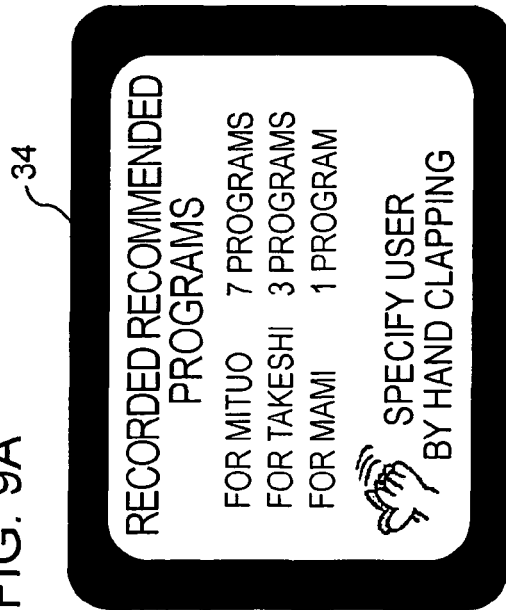 FIG. 9A
34
RECORDED RECOMMENDED
PROGRAMS
FOR MITUO 7 PROGRAMS
FOR TAKESHI 3 PROGRAMS
FOR MAMI 1 PROGRAM
SPECIFY USER
BY HAND CLAPPING